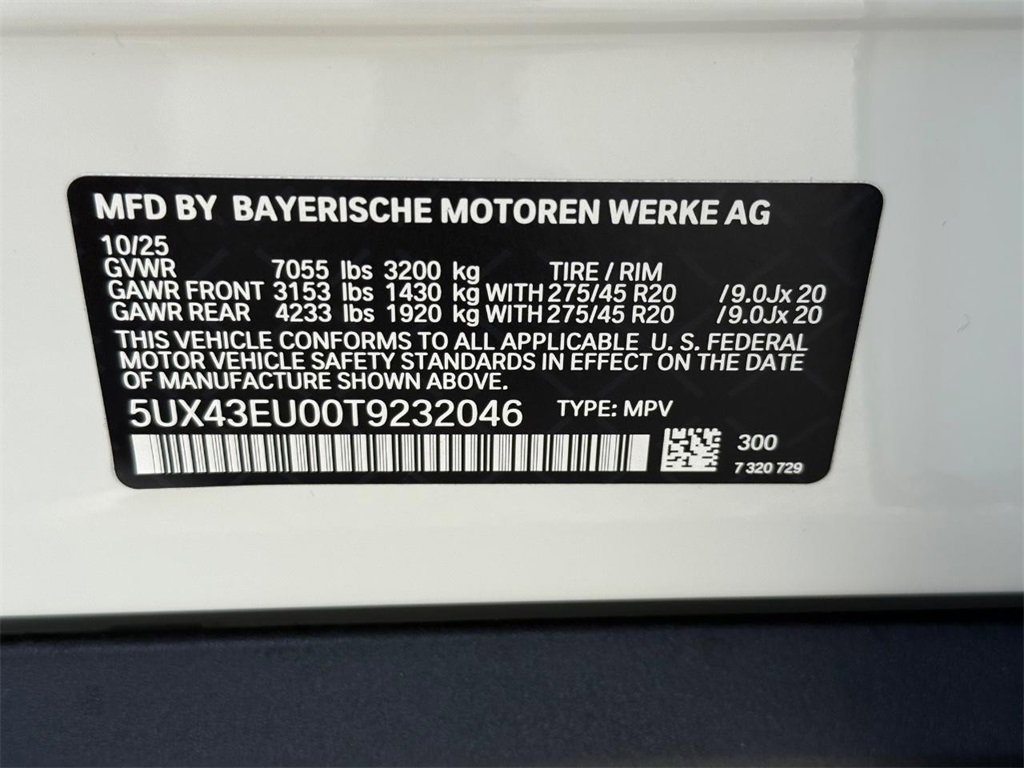 MFD BY BAYERISCHE MOTOREN WERKE AG
10/25
GVWR 7055 lbs 3200 kg TIRE / RIM
GAWR FRONT 3153 lbs 1430 kg WITH 275/45 R20 /9.0Jx 20
GAWR REAR 4233 lbs 1920 kg WITH 275/45 R20 /9.0Jx 20
THIS VEHICLE CONFORMS TO ALL APPLICABLE U. S. FEDERAL
MOTOR VEHICLE SAFETY STANDARDS IN EFFECT ON THE DATE
OF MANUFACTURE SHOWN ABOVE.
5UX43EU00T9232046 TYPE: MPV
300
7 320 729